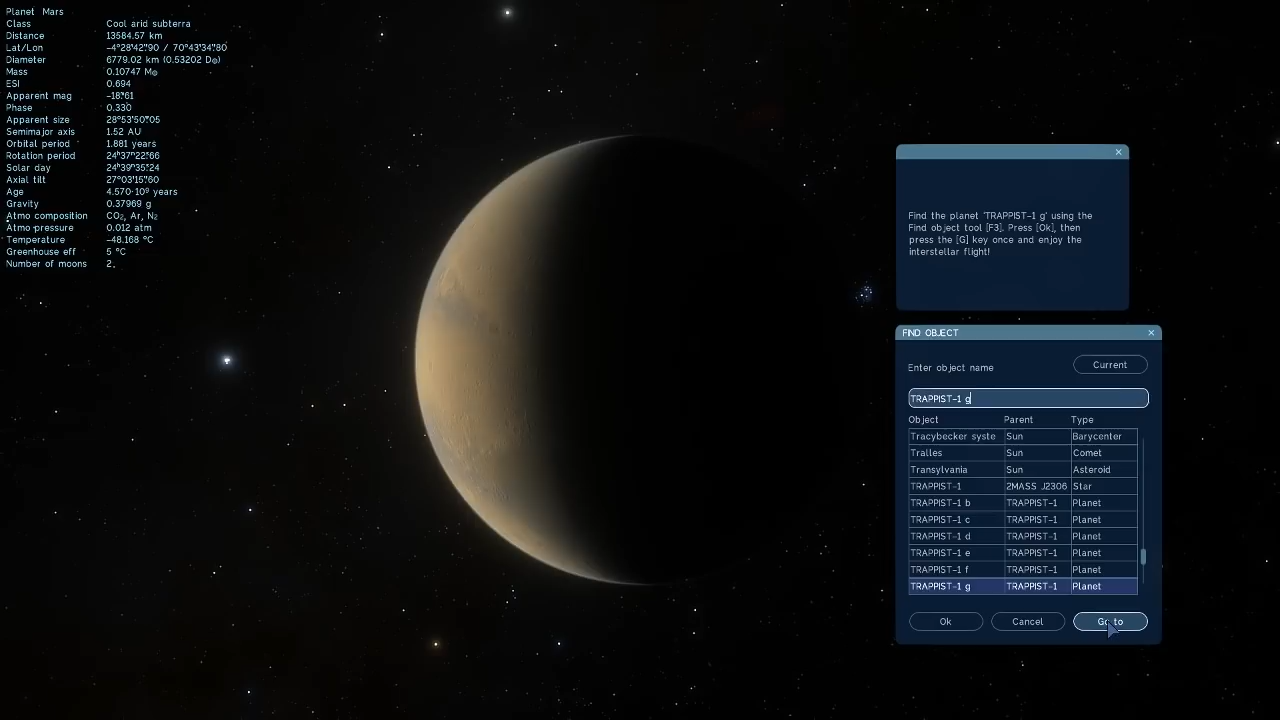 Planet Mars
Class Cool arid subterra
Distance 13584.57 km
Lat/Lon -4°28'42"90 / 70°43'34"80
Diameter 6779.02 km (0.53202 D⊕)
Mass 0.10747 M⊕
ESI 0.694
Apparent mag -18ᵐ61
Phase 0.330
Apparent size 28°53'50"05
Semimajor axis 1.52 AU
Orbital period 1.881 years
Rotation period 24ʰ37ᵐ22ˢ66
Solar day 24ʰ39ᵐ35ˢ24
Axial tilt 27°03'15"60
Age 4.570·10⁹ years
Gravity 0.37969 g
Atmo composition CO₂, Ar, N₂
Atmo pressure 0.012 atm
Temperature -48.168 °C
Greenhouse eff 5 °C
Number of moons 2
Find the planet 'TRAPPIST-1 g' using the
Find object tool [F3]. Press [Ok], then
press the [G] key once and enjoy the
interstellar flight!
FIND OBJECT
Enter object name Current
TRAPPIST-1 g
Object Parent Type
Tracybecker syste Sun Barycenter
Tralles Sun Comet
Transylvania Sun Asteroid
TRAPPIST-1 2MASS J2306 Star
TRAPPIST-1 b TRAPPIST-1 Planet
TRAPPIST-1 c TRAPPIST-1 Planet
TRAPPIST-1 d TRAPPIST-1 Planet
TRAPPIST-1 e TRAPPIST-1 Planet
TRAPPIST-1 f TRAPPIST-1 Planet
TRAPPIST-1 g TRAPPIST-1 Planet
Ok Cancel Go to